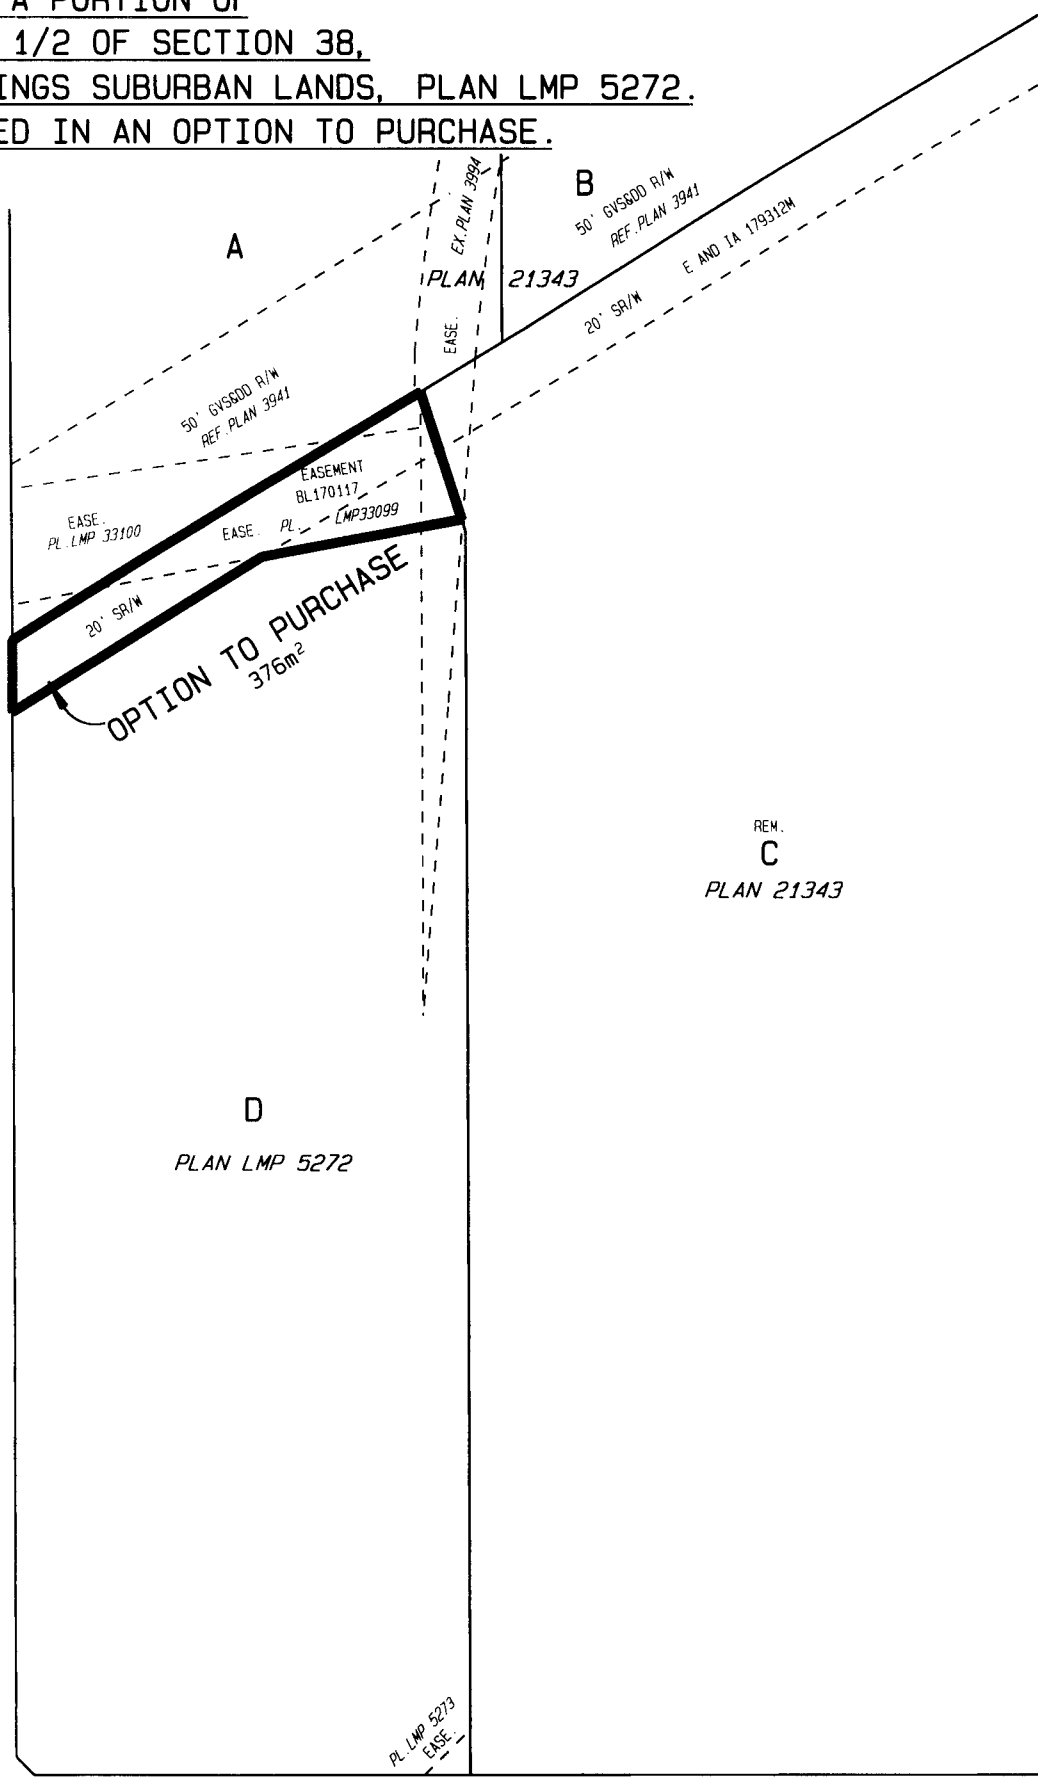 A PORTION OF
1/2 OF SECTION 38,
INGS SUBURBAN LANDS, PLAN LMP 5272.
ED IN AN OPTION TO PURCHASE.
EX.PLAN 3994
B
50' GVS&DD R/W
REF.PLAN 3941
A
E AND IA 179312M
PLAN 21343
20' SR/W
EASE.
50' GVS&DD R/W
REF.PLAN 3941
EASEMENT
BL170117
EASE. PL. LMP33099
EASE.
PL.LMP 33100
20' SR/W
OPTION TO PURCHASE
376m²
REM.
C
PLAN 21343
D
PLAN LMP 5272
PL.LMP 5273
EASE.